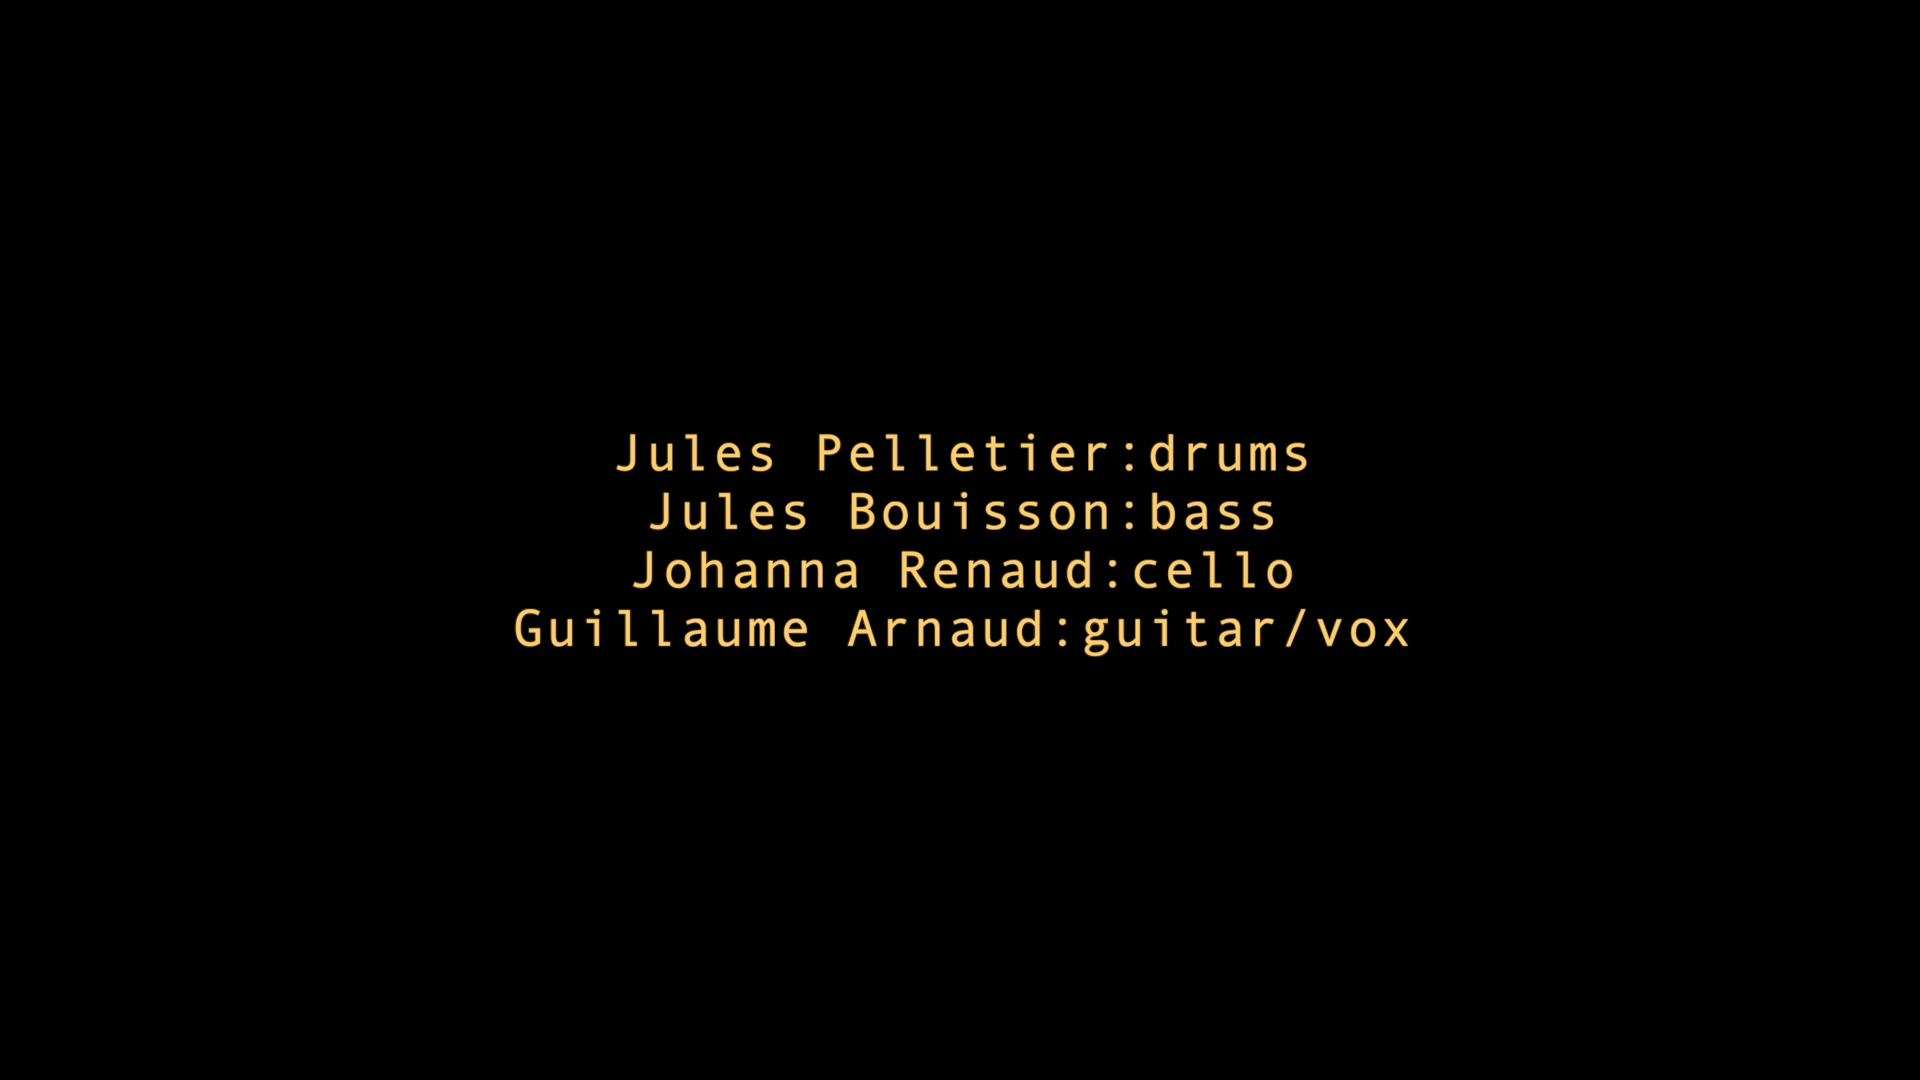 Jules Pelletier:drums
Jules Bouisson:bass
Johanna Renaud:cello
Guillaume Arnaud:guitar/vox